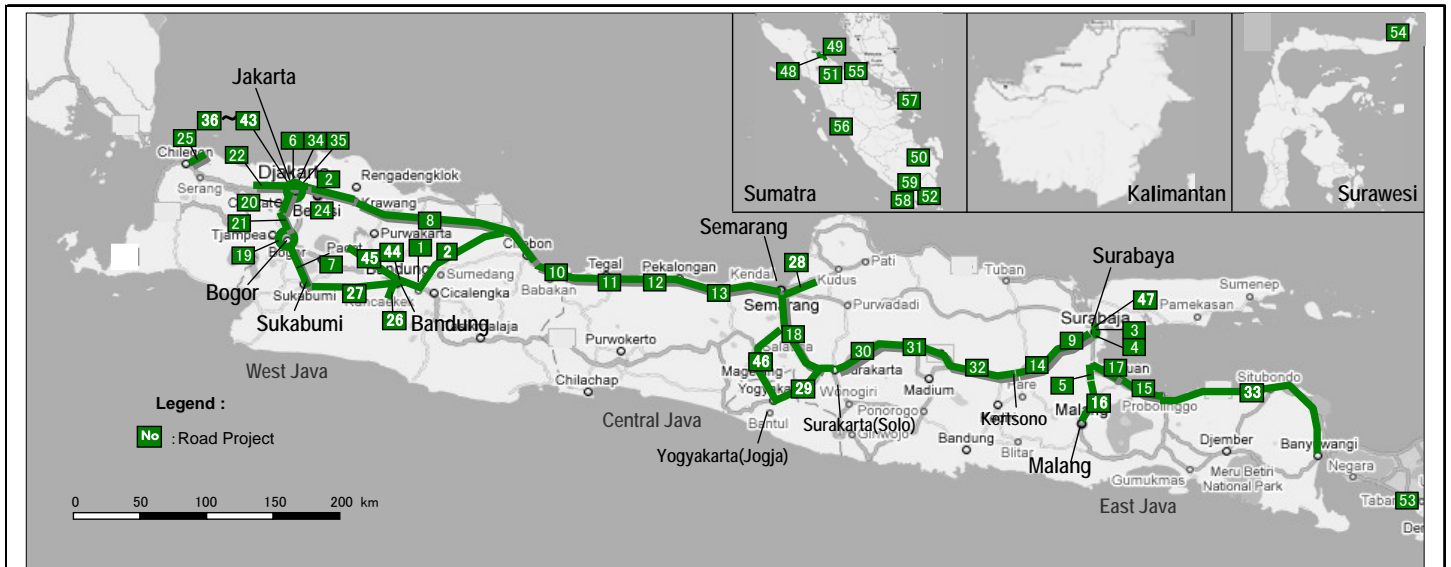 54
49
48
51
55
57
56
50
59
58
52
Sumatra
Kalimantan
Surawesi
Jakarta
36 ~ 43
6
34
35
25
Chilegon
22
Djakarta
2
Rengadengklok
Serang
20
Bekasi
24
Krawang
21
Tjampea
Purwakarta
8
19
Bogor
7
45
44
1
2
Bandung
Sumedang
Cirebon
Sukabumi
27
Cicalengka
Bogor
Sukabumi
26
Bandung
West Java
10
Babakan
Tegal
11
Pekalongan
12
13
Kendal
Semarang
Semarang
28
Kudus
Pati
Purwadadi
Tuban
Surabaya
47
Surabaja
Pamekasan
Sumenep
3
4
Purwokerto
Chilachap
18
Salatiga
46
Magelang
Yogyakarta
29
30
Surakarta
31
Wonogiri
Madium
Ponorogo
32
14
9
5
17
16
15
Situbondo
33
Malang
Probolinggo
Kertsono
Bantul
Surakarta(Solo)
Central Java
Yogyakarta(Jogja)
Bandung
Blitar
Malang
Djember
Banyuwangi
Meru Betiri
National Park
Gumukmas
Negara
53
East Java
Legend :
No : Road Project
0 50 100 150 200 km